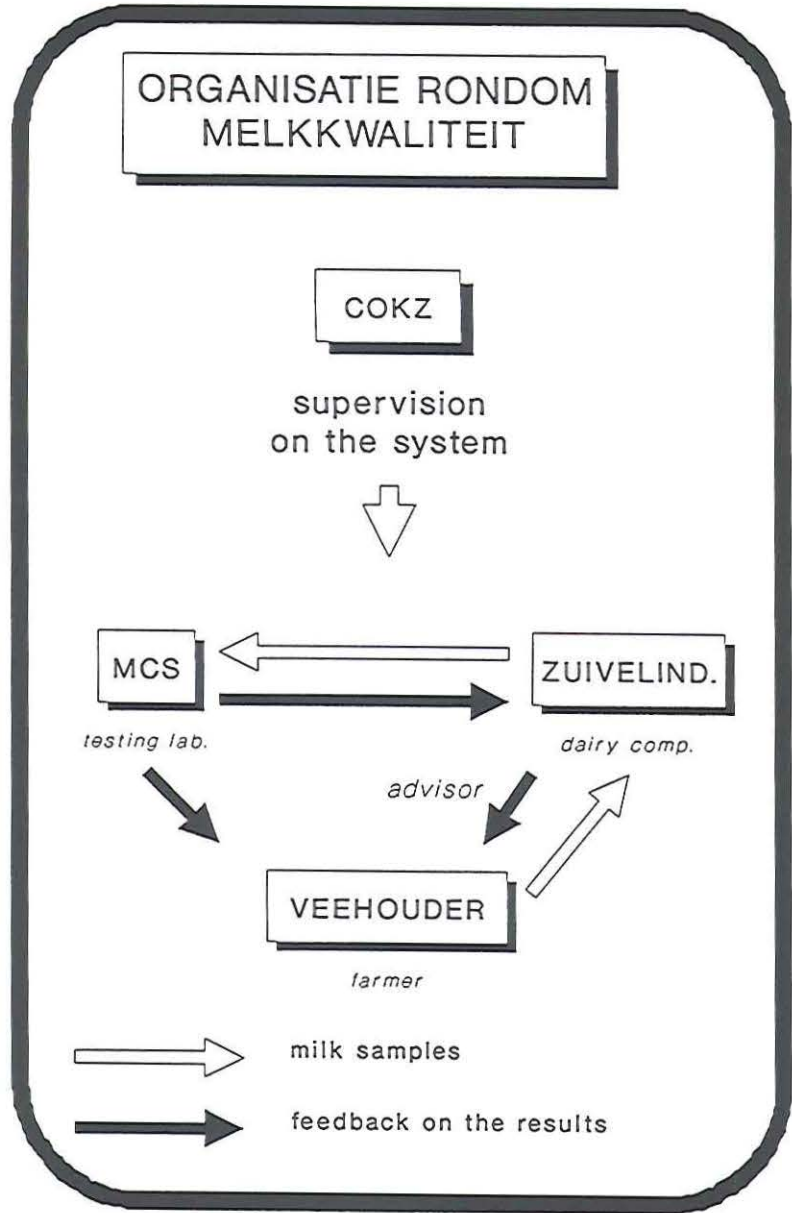 ORGANISATIE RONDOM
MELKKWALITEIT
COKZ
supervision
on the system
MCS
ZUIVELIND.
testing lab.
dairy comp.
advisor
VEEHOUDER
farmer
milk samples
feedback on the results